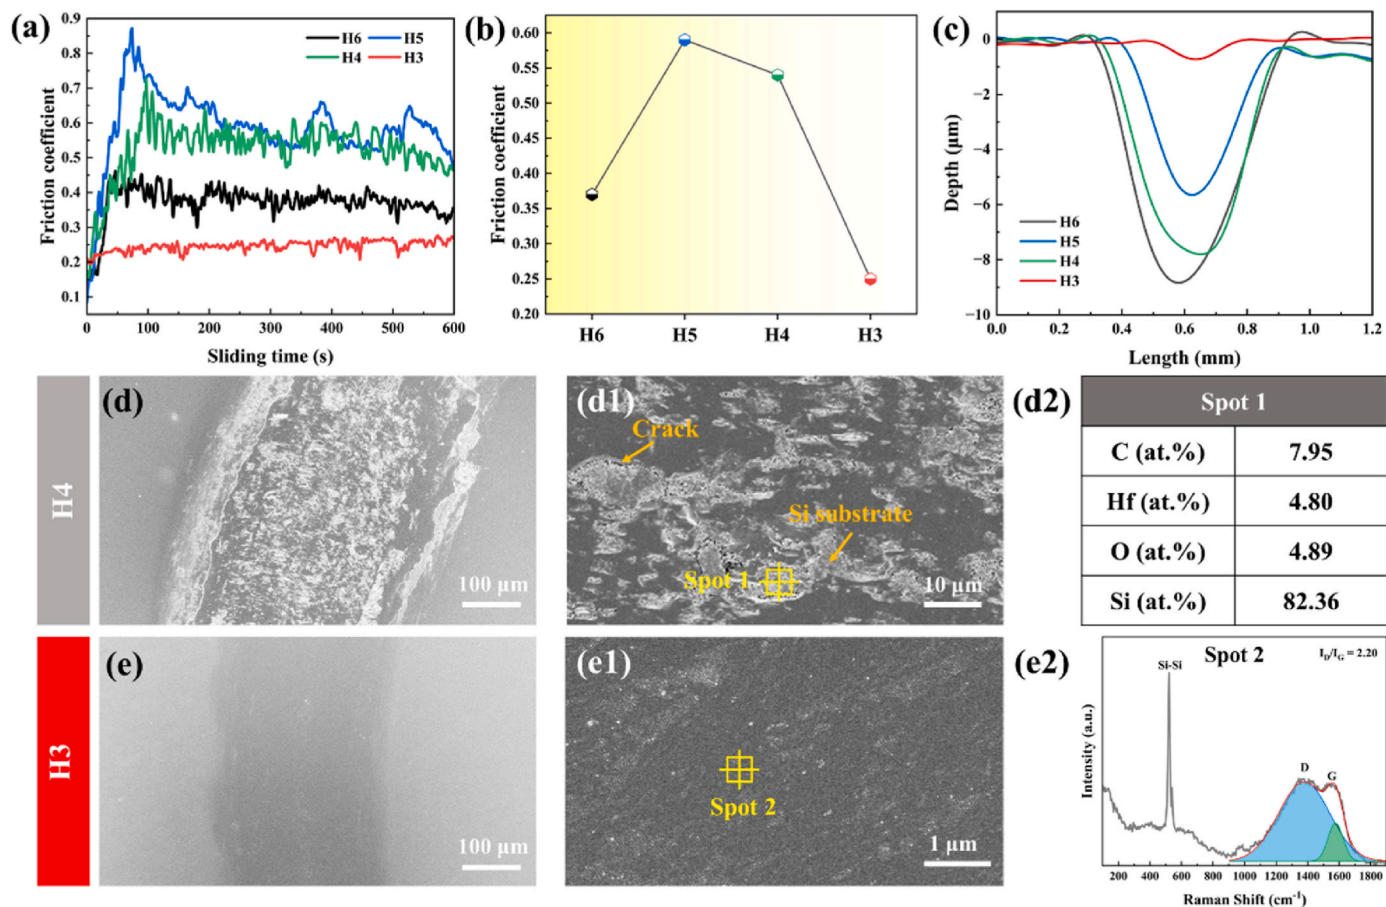 (a)
0.9
0.8
0.7
0.6
0.5
0.4
0.3
0.2
0.1
Friction coefficient
H6 H5
H4 H3
0 100 200 300 400 500 600
Sliding time (s)
(b)
0.60
0.55
0.50
0.45
0.40
0.35
0.30
0.25
0.20
Friction coefficient
H6 H5 H4 H3
(c)
0
−2
−4
−6
−8
−10
Depth (μm)
H6
H5
H4
H3
0.0 0.2 0.4 0.6 0.8 1.0 1.2
Length (mm)
H4
(d)
100 μm
(d1)
Crack
Si substrate
Spot 1
10 μm
(d2)
Spot 1
C (at.%) 7.95
Hf (at.%) 4.80
O (at.%) 4.89
Si (at.%) 82.36
H3
(e)
100 μm
(e1)
Spot 2
1 μm
(e2)
Spot 2
I_D/I_G = 2.20
Si-Si
D
G
Intensity (a.u.)
200 400 600 800 1000 1200 1400 1600 1800
Raman Shift (cm⁻¹)